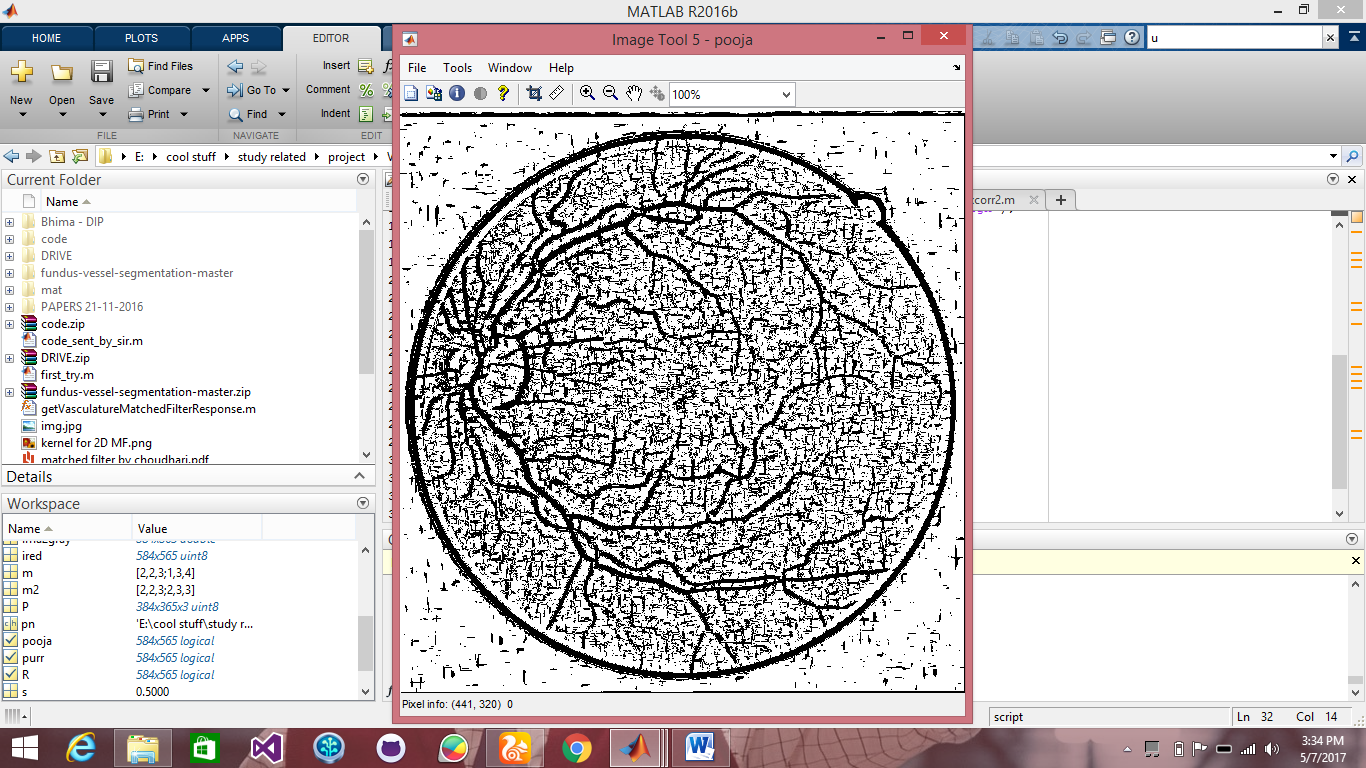 MATLAB R2016b
HOME PLOTS APPS EDITOR
u
Image Tool 5 - pooja
File Tools Window Help
100%
New Open Save
Find Files
Compare
Print
Go To
Find
Insert
Comment
Indent
FILE NAVIGATE EDIT
E: cool stuff study related project
Current Folder
Name
Bhima - DIP
code
DRIVE
fundus-vessel-segmentation-master
mat
PAPERS 21-11-2016
code.zip
code_sent_by_sir.m
DRIVE.zip
first_try.m
fundus-vessel-segmentation-master.zip
getVasculatureMatchedFilterResponse.m
img.jpg
kernel for 2D MF.png
matched filter by choudhari.pdf
Details
Workspace
Name Value
ired 584x565 uint8
m [2,2,3;1,3,4]
m2 [2,2,3;2,3,3]
P 384x365x3 uint8
pn 'E:\cool stuff\study r...
pooja 584x565 logical
purr 584x565 logical
R 584x565 logical
s 0.5000
corr2.m
Pixel info: (441, 320) 0
script
Ln 32 Col 14
3:34 PM
5/7/2017